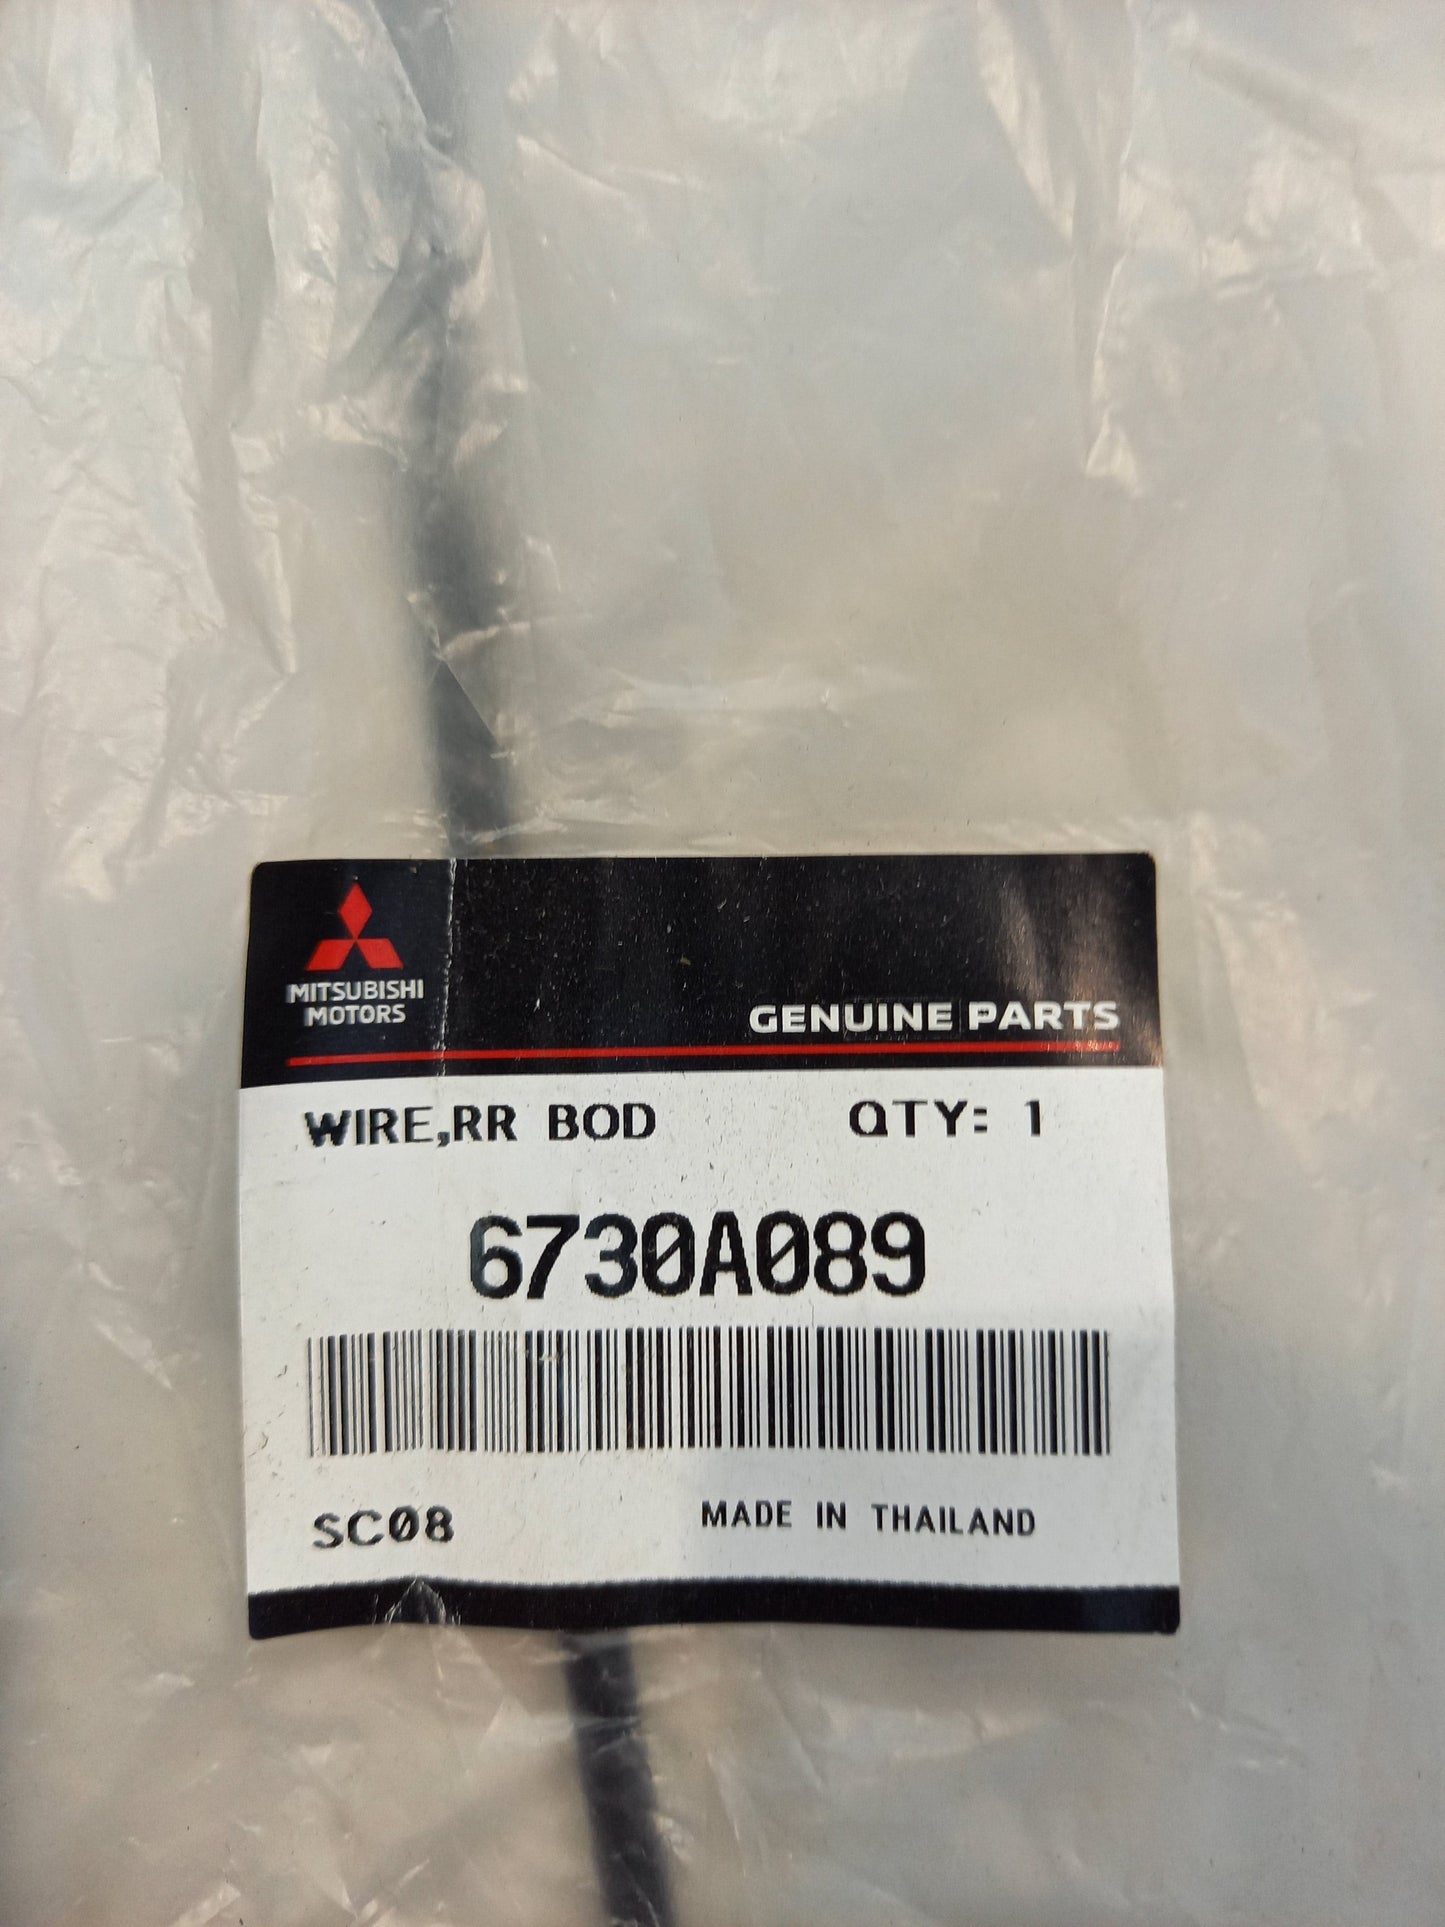 MITSUBISHI
MOTORS
GENUINE PARTS
WIRE,RR BOD QTY: 1
6730A089
SC08 MADE IN THAILAND